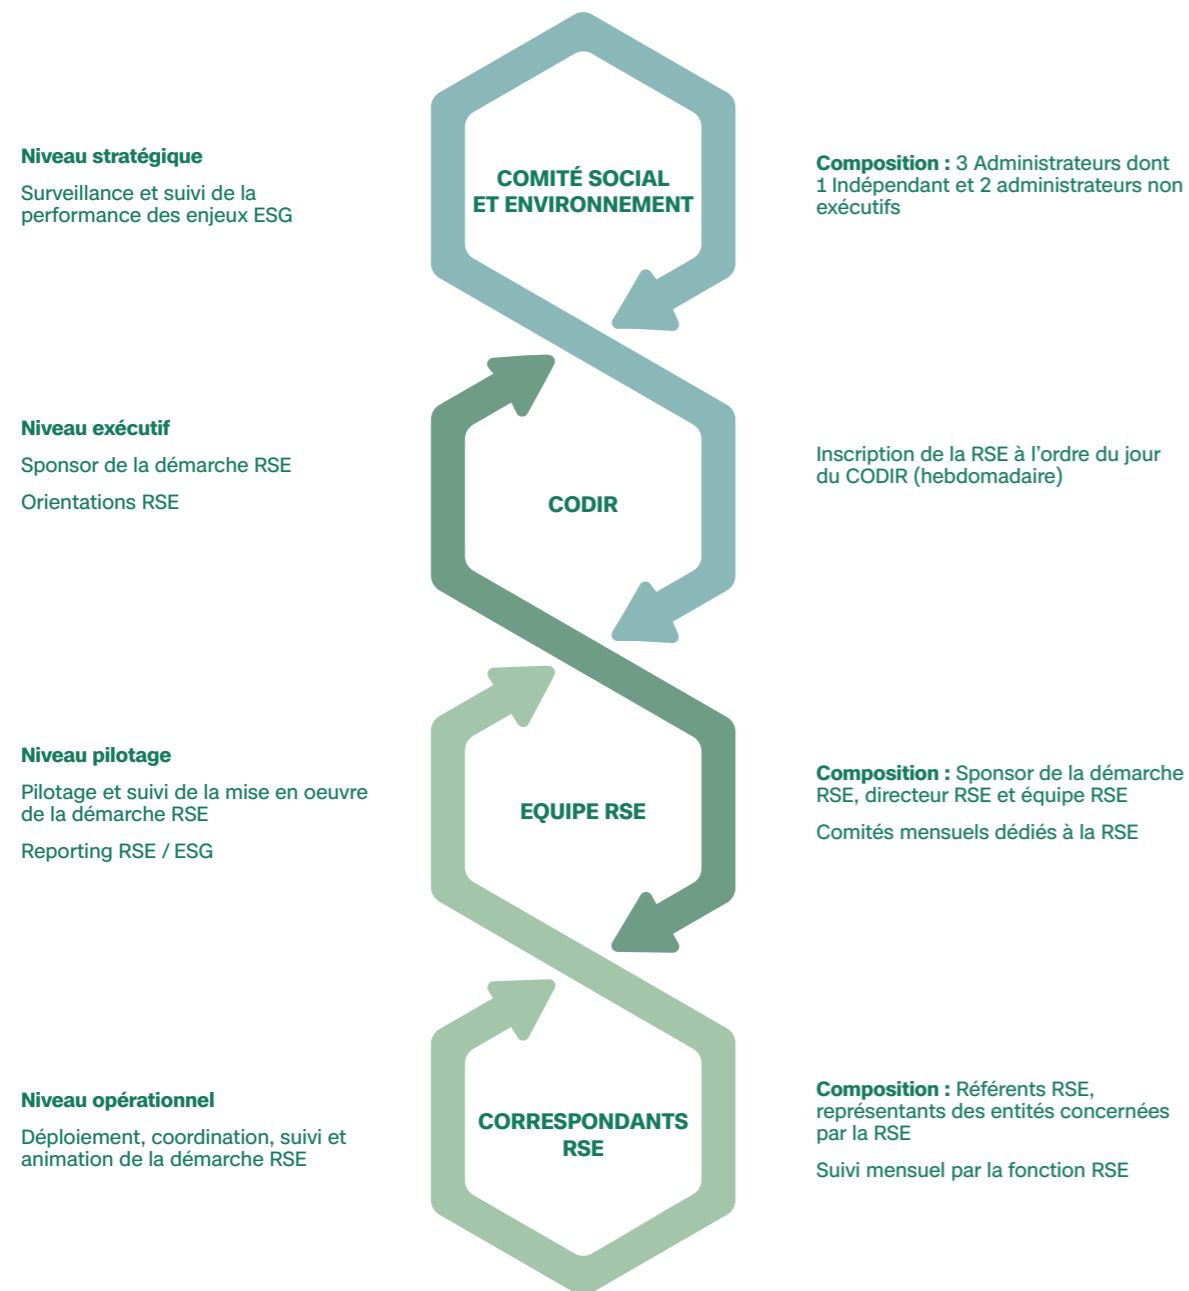 Niveau stratégique
Surveillance et suivi de la
performance des enjeux ESG
COMITÉ SOCIAL
ET ENVIRONNEMENT
Composition : 3 Administrateurs dont
1 Indépendant et 2 administrateurs non
exécutifs
Niveau exécutif
Sponsor de la démarche RSE
Orientations RSE
CODIR
Inscription de la RSE à l’ordre du jour
du CODIR (hebdomadaire)
Niveau pilotage
Pilotage et suivi de la mise en oeuvre
de la démarche RSE
Reporting RSE / ESG
EQUIPE RSE
Composition : Sponsor de la démarche
RSE, directeur RSE et équipe RSE
Comités mensuels dédiés à la RSE
Niveau opérationnel
Déploiement, coordination, suivi et
animation de la démarche RSE
CORRESPONDANTS
RSE
Composition : Référents RSE,
représentants des entités concernées
par la RSE
Suivi mensuel par la fonction RSE